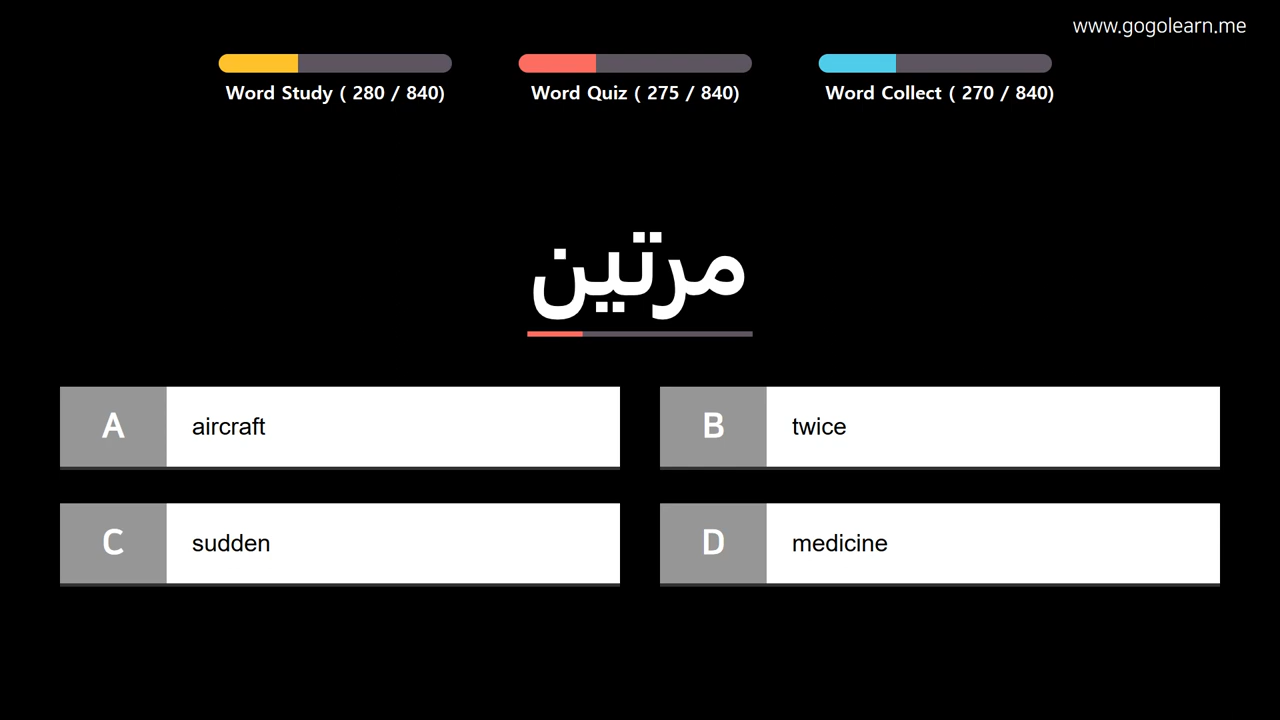 www.gogolearn.me
Word Study ( 280 / 840)
Word Quiz ( 275 / 840)
Word Collect ( 270 / 840)
مرتين
A aircraft
B twice
C sudden
D medicine